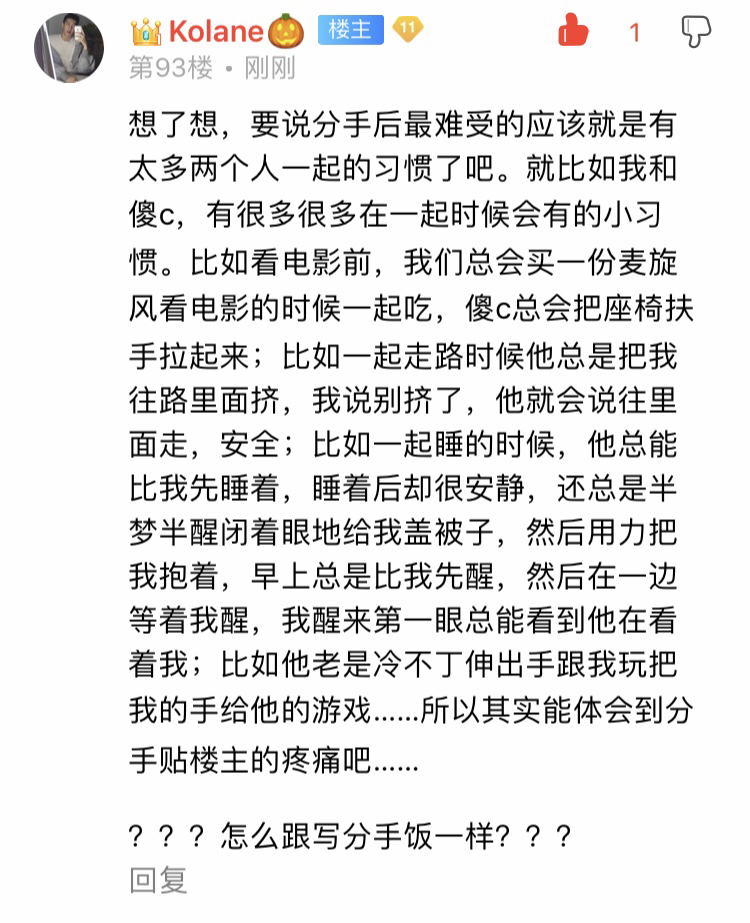 Kolane🎃 楼主 11 1
第93楼 • 刚刚
想了想，要说分手后最难受的应该就是有
太多两个人一起的习惯了吧。就比如我和
傻c，有很多很多在一起时候会有的小习
惯。比如看电影前，我们总会买一份麦旋
风看电影的时候一起吃，傻c总会把座椅扶
手拉起来；比如一起走路时候他总是把我
往路里面挤，我说别挤了，他就会说往里
面走，安全；比如一起睡的时候，他总能
比我先睡着，睡着后却很安静，还总是半
梦半醒闭着眼地给我盖被子，然后用力把
我抱着，早上总是比我先醒，然后在一边
等着我醒，我醒来第一眼总能看到他在看
着我；比如他老是冷不丁伸出手跟我玩把
我的手给他的游戏......所以其实能体会到分
手贴楼主的疼痛吧......
？？？怎么跟写分手饭一样？？？
回复